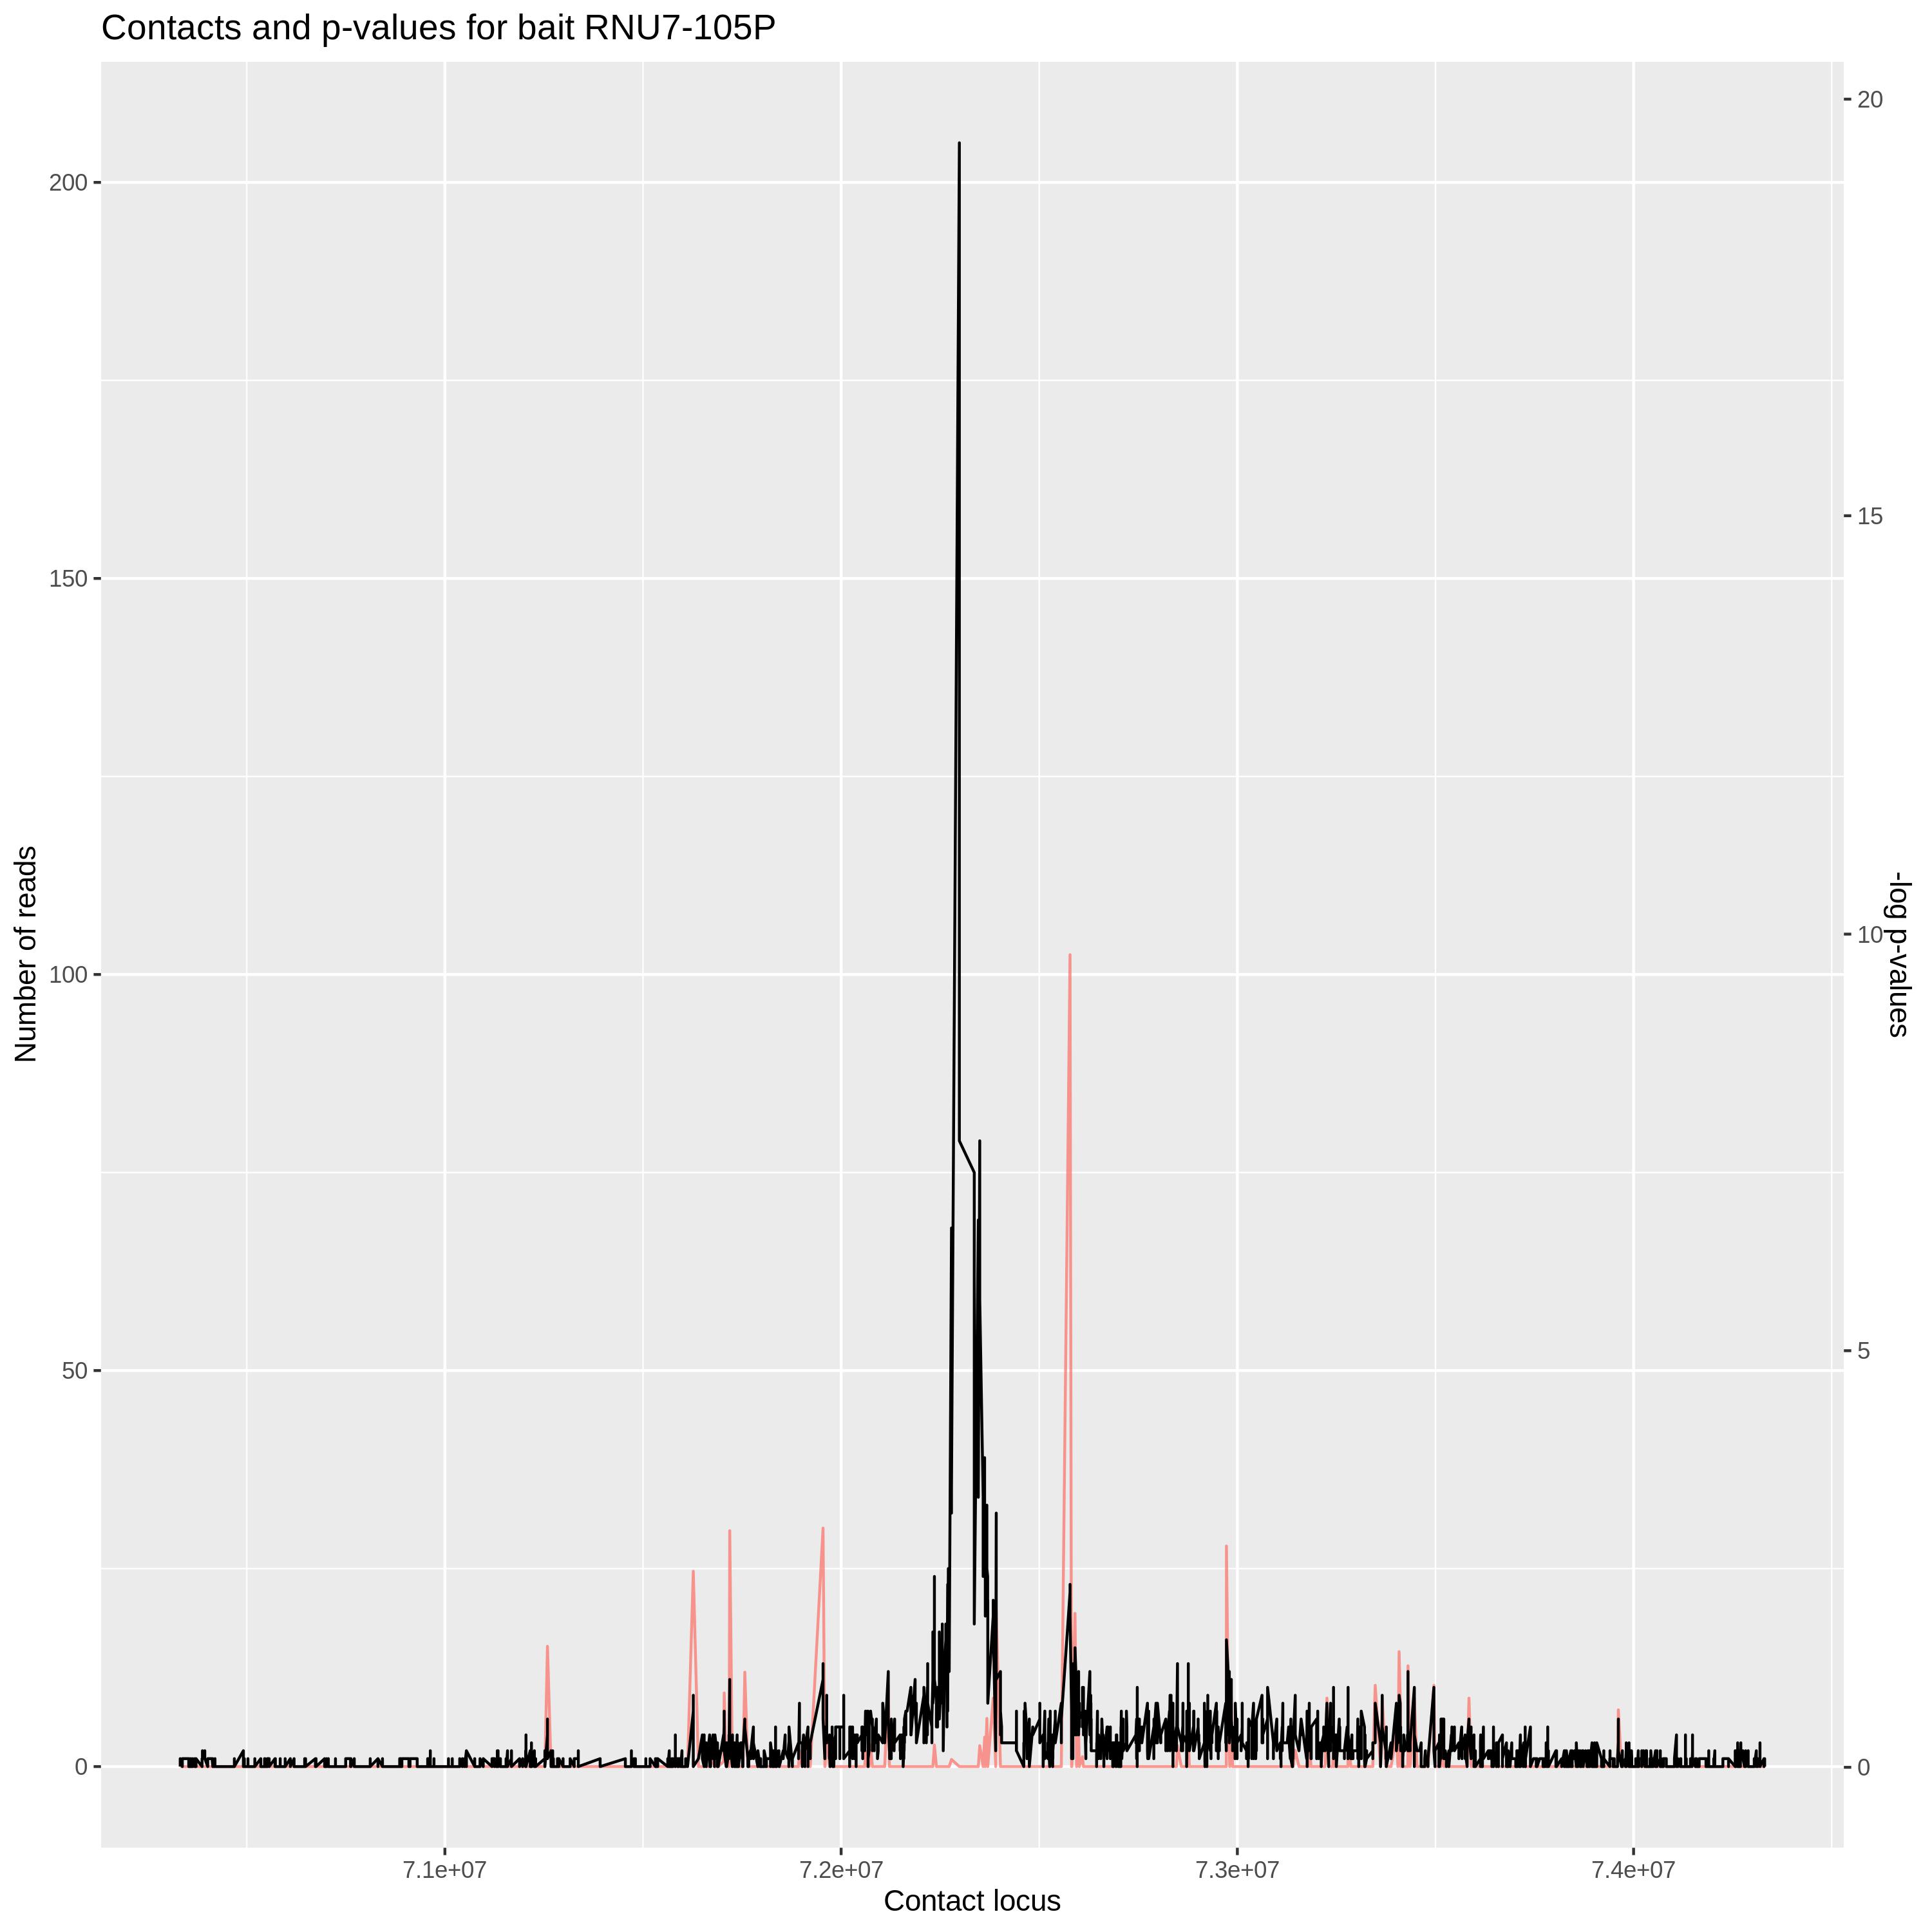 Contacts and p-values for bait RNU7-105P
200
150
100
50
0
Number of reads
20
15
10
5
0
-log p-values
7.1e+07 7.2e+07 7.3e+07 7.4e+07
Contact locus